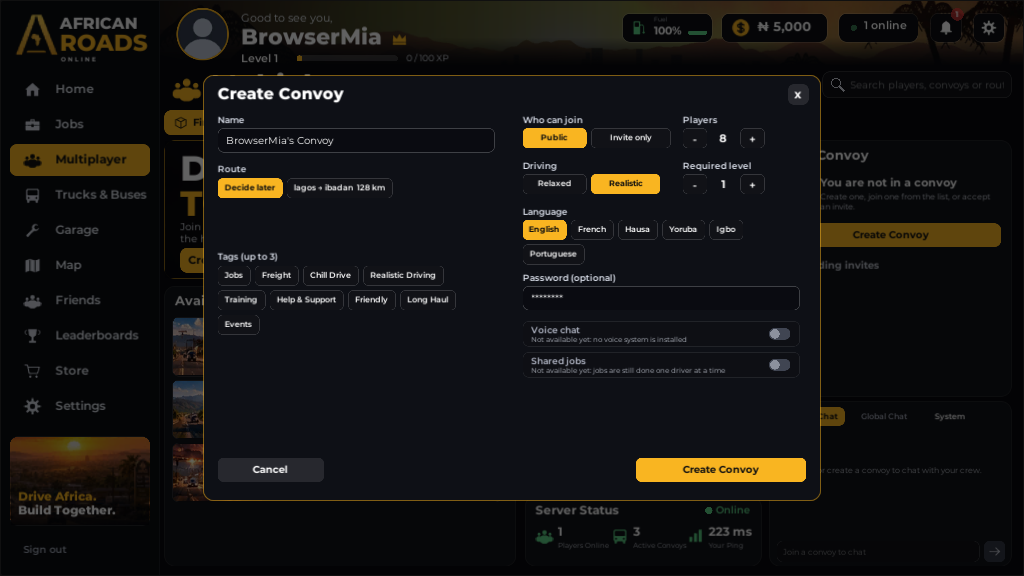 AFRICAN
ROADS
ONLINE
Home
Jobs
Multiplayer
Trucks & Buses
Garage
Map
Friends
Leaderboards
Store
Settings
Drive Africa.
Build Together.
Sign out
Good to see you,
BrowserMia
Level 1
0 / 100 XP
Fuel
100%
₦ 5,000
1 online
1
Search players, convoys or rou
Create Convoy
x
Name
BrowserMia's Convoy
Route
Decide later
lagos → ibadan 128 km
Tags (up to 3)
Jobs
Freight
Chill Drive
Realistic Driving
Training
Help & Support
Friendly
Long Haul
Events
Who can join
Public
Invite only
Players
-
8
+
Driving
Relaxed
Realistic
Required level
-
1
+
Language
English
French
Hausa
Yoruba
Igbo
Portuguese
Password (optional)
********
Voice chat
Not available yet: no voice system is installed
Shared jobs
Not available yet: jobs are still done one driver at a time
Cancel
Create Convoy
Join
the h
Cr
Avai
Convoy
You are not in a convoy
Create one, join one from the list, or accept
an invite.
Create Convoy
ding invites
Chat
Global Chat
System
r create a convoy to chat with your crew.
Join a convoy to chat
Server Status
Online
1
Players Online
3
Active Convoys
223 ms
Your Ping